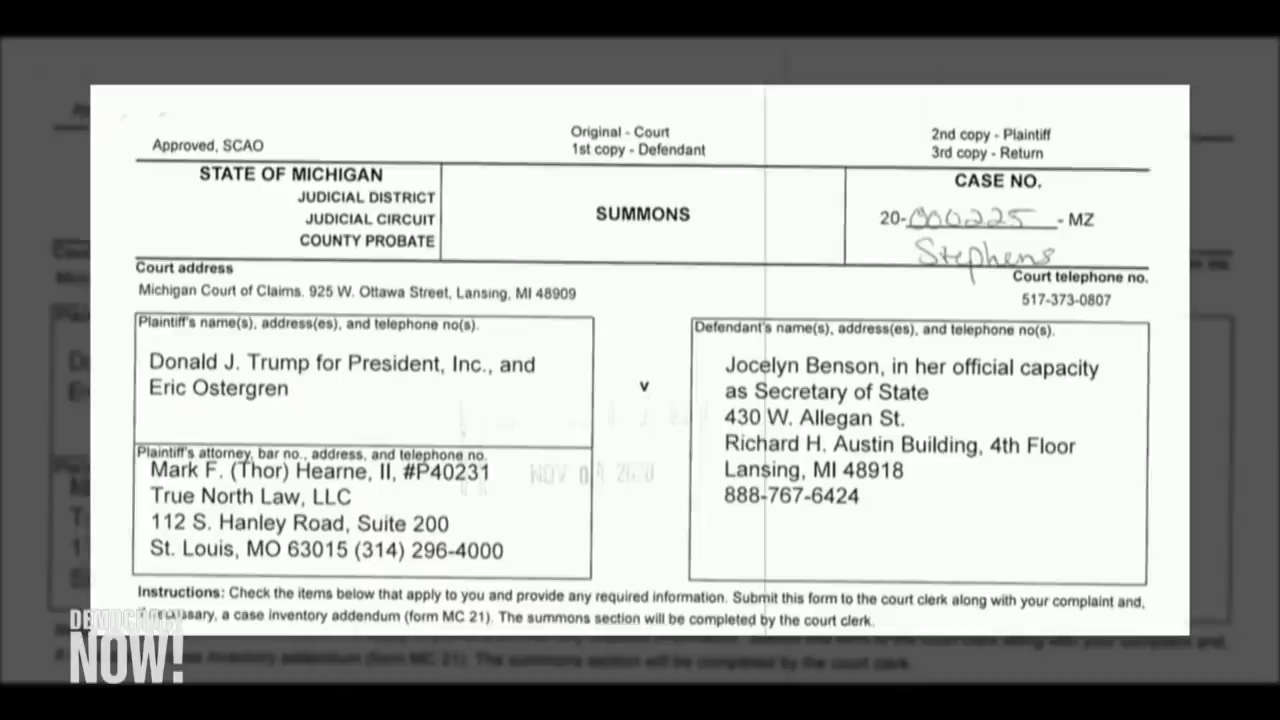 Approved, SCAO
Original - Court
1st copy - Defendant
2nd copy - Plaintiff
3rd copy - Return
STATE OF MICHIGAN
JUDICIAL DISTRICT
JUDICIAL CIRCUIT
COUNTY PROBATE
SUMMONS
CASE NO.
20-000225-MZ
Stephens
Court address
Michigan Court of Claims. 925 W. Ottawa Street, Lansing, MI 48909
Court telephone no.
517-373-0807
Plaintiff's name(s), address(es), and telephone no(s).
Donald J. Trump for President, Inc., and
Eric Ostergren
v
Defendant's name(s), address(es), and telephone no(s).
Jocelyn Benson, in her official capacity
as Secretary of State
430 W. Allegan St.
Richard H. Austin Building, 4th Floor
Lansing, MI 48918
888-767-6424
Plaintiff's attorney, bar no., address, and telephone no.
Mark F. (Thor) Hearne, II, #P40231
True North Law, LLC
112 S. Hanley Road, Suite 200
St. Louis, MO 63015 (314) 296-4000
NOV 2020
Instructions: Check the items below that apply to you and provide any required information. Submit this form to the court clerk along with your complaint and,
if necessary, a case inventory addendum (form MC 21). The summons section will be completed by the court clerk.
DEMOCRACY
NOW!